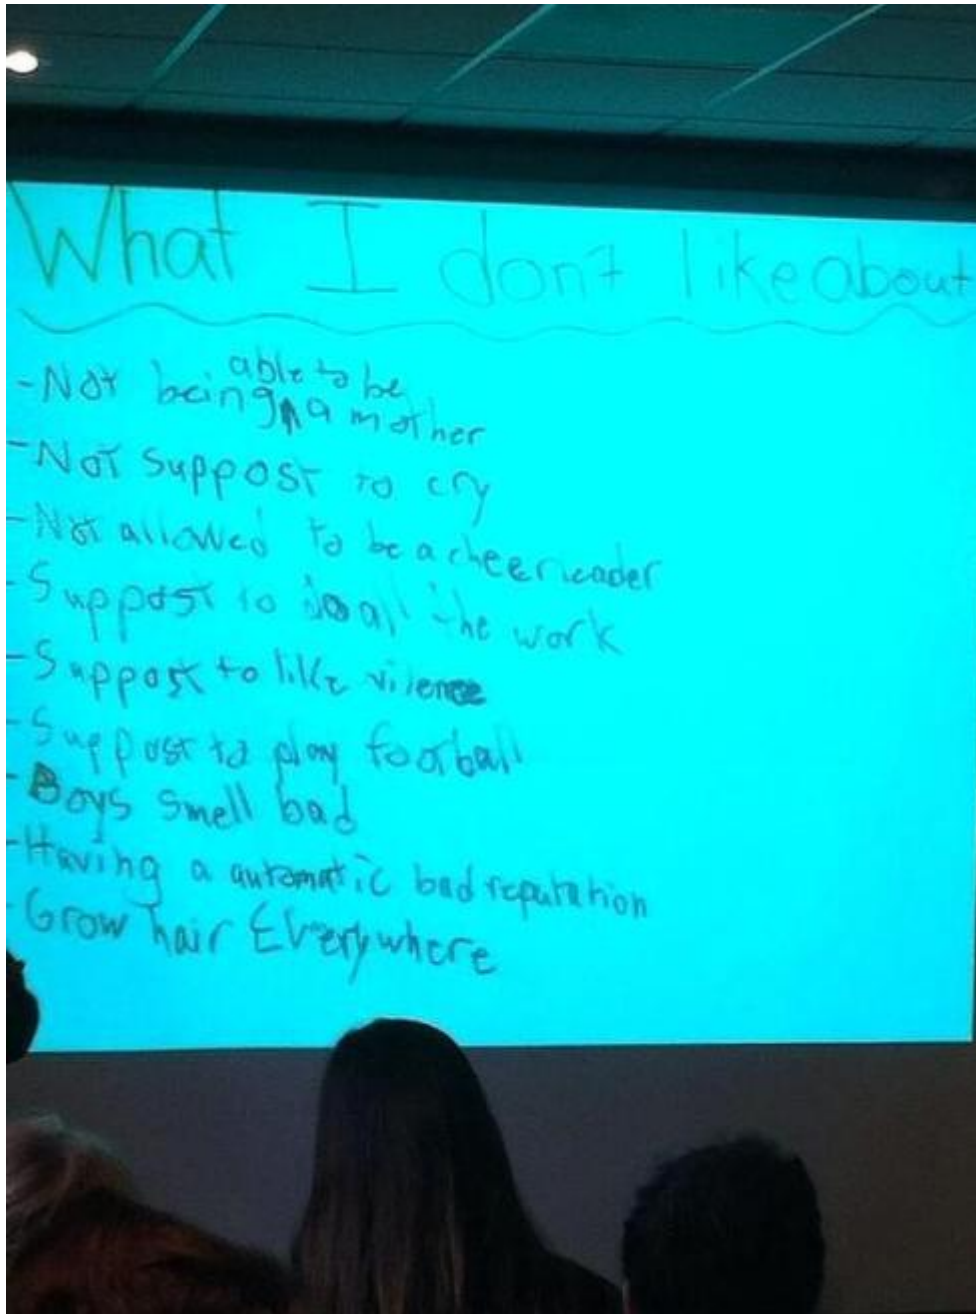 What I don't like about
- Not being able to be a mother
- Not suppost to cry
- Not allowed to be a cheerleader
- Suppost to do all the work
- Suppost to like vilence
- Suppost to play football
- Boys smell bad
- Having a automatic bad reputation
- Grow hair Everywhere